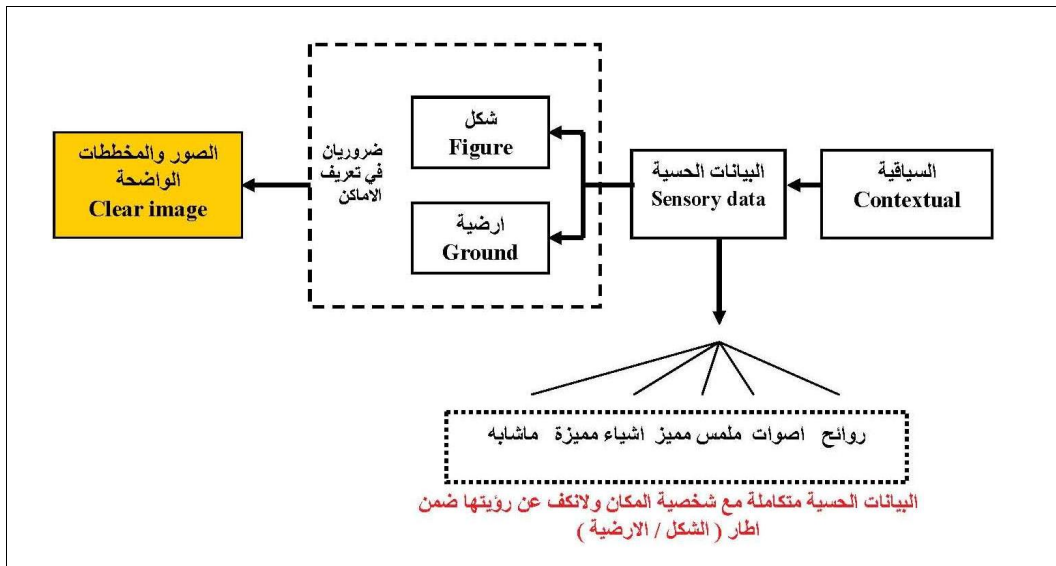 السياقية
Contextual
البيانات الحسية
Sensory data
شكل
Figure
ارضية
Ground
ضروريان
في تعريف
الاماكن
الصور والمخططات
الواضحة
Clear image
روائح اصوات ملمس مميز اشياء مميزة ماشابه
البيانات الحسية متكاملة مع شخصية المكان ولانكف عن رؤيتها ضمن
اطار ( الشكل / الارضية )